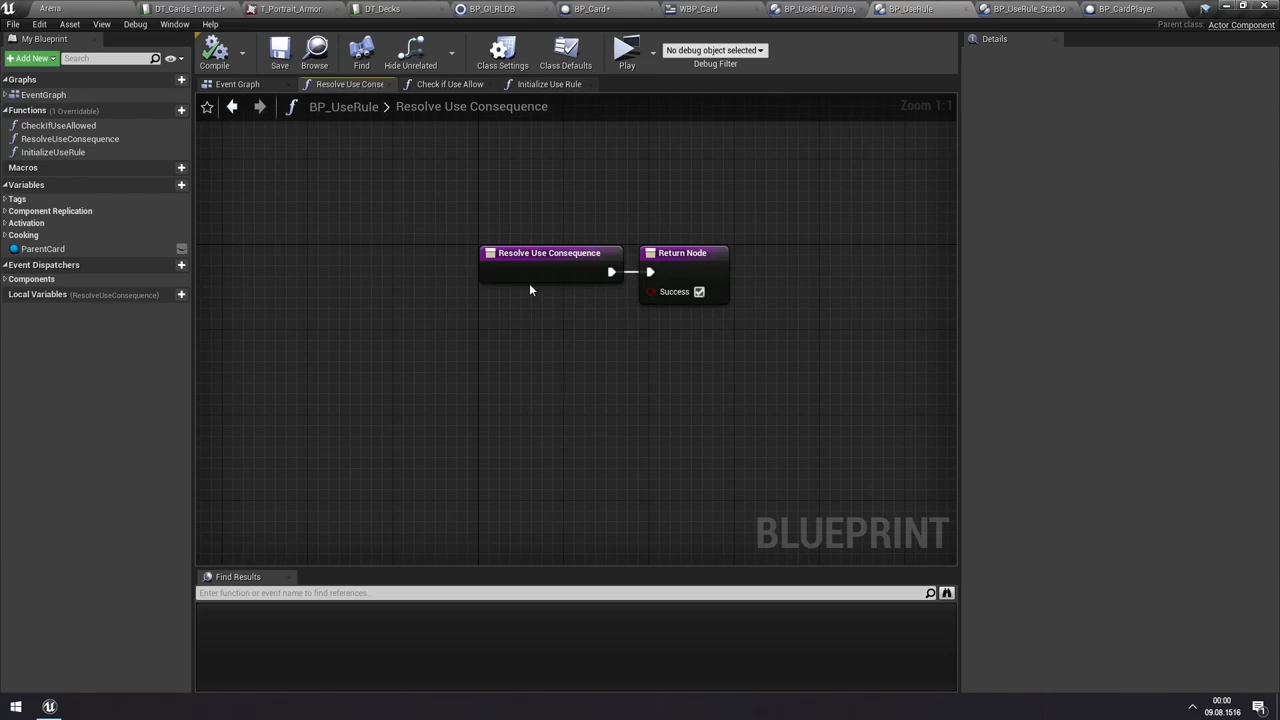 Arena
DT_Cards_Tutorial*
T_Portrait_Armor
DT_Decks
BP_GI_RLDB
BP_Card*
WBP_Card
BP_UseRule_Unplay
BP_UseRule
BP_UseRule_StatCo
BP_CardPlayer
File
Edit
Asset
View
Debug
Window
Help
Parent class:
Actor Component
My Blueprint
Add New
Search
Compile
Save
Browse
Find
Hide Unrelated
Class Settings
Class Defaults
Play
No debug object selected
Debug Filter
Details
Event Graph
Resolve Use Conse
Check if Use Allow
Initialize Use Rule
BP_UseRule > Resolve Use Consequence
Zoom 1:1
Graphs
EventGraph
Functions (1 Overridable)
CheckIfUseAllowed
ResolveUseConsequence
InitializeUseRule
Macros
Variables
Tags
Component Replication
Activation
Cooking
ParentCard
Event Dispatchers
Components
Local Variables (ResolveUseConsequence)
Resolve Use Consequence
Return Node
Success
BLUEPRINT
Find Results
Enter function or event name to find references...
00:00
09.08.1516
1